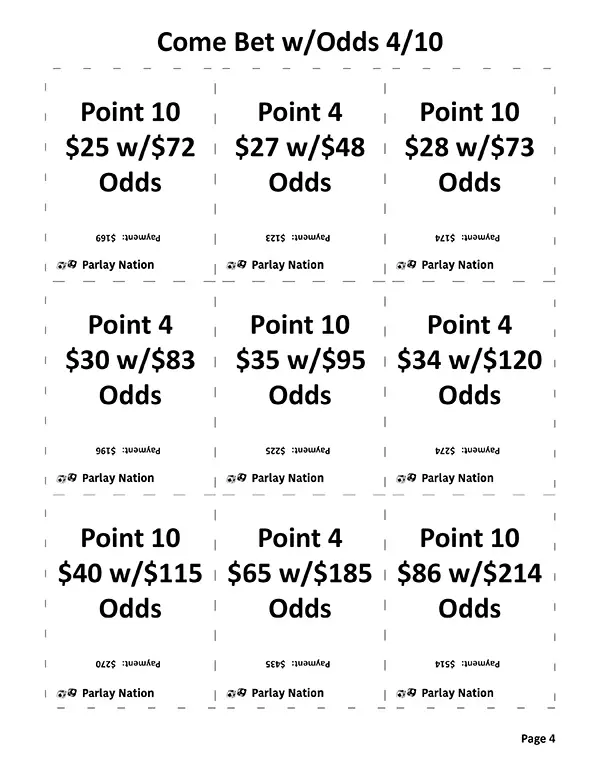 Come Bet w/Odds 4/10
Point 10
$25 w/$72
Odds
Payment: $169
Parlay Nation
Point 4
$27 w/$48
Odds
Payment: $123
Parlay Nation
Point 10
$28 w/$73
Odds
Payment: $174
Parlay Nation
Point 4
$30 w/$83
Odds
Payment: $196
Parlay Nation
Point 10
$35 w/$95
Odds
Payment: $225
Parlay Nation
Point 4
$34 w/$120
Odds
Payment: $274
Parlay Nation
Point 10
$40 w/$115
Odds
Payment: $270
Parlay Nation
Point 4
$65 w/$185
Odds
Payment: $435
Parlay Nation
Point 10
$86 w/$214
Odds
Payment: $514
Parlay Nation
Page 4